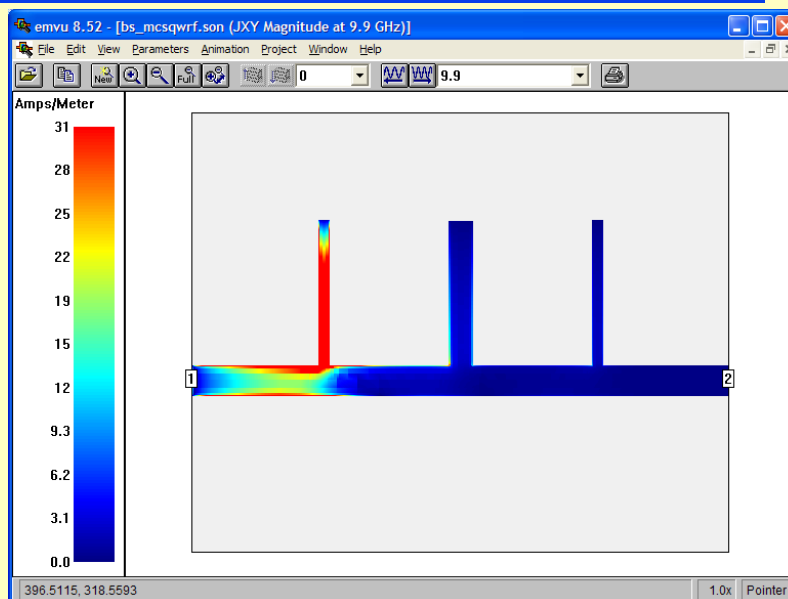 emvu 8.52 - [bs_mcsqwrf.son (JXY Magnitude at 9.9 GHz)]
File Edit View Parameters Animation Project Window Help
New Full 0 9.9
Amps/Meter
31
28
25
22
19
15
12
9.3
6.2
3.1
0.0
1
2
396.5115, 318.5593 1.0x Pointer